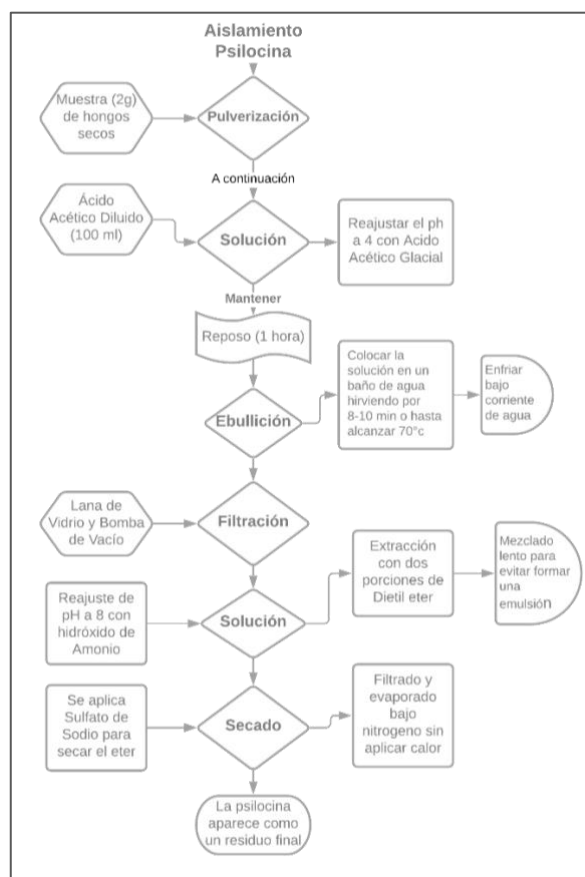 Aislamiento
Psilocina
Muestra (2g)
de hongos
secos
Pulverización
A continuación
Ácido
Acético Diluido
(100 ml)
Solución
Reajustar el ph
a 4 con Acido
Acético Glacial
Mantener
Reposo (1 hora)
Ebullición
Colocar la
solución en un
baño de agua
hirviendo por
8-10 min o hasta
alcanzar 70°c
Enfriar
bajo
corriente
de agua
Lana de
Vidrio y Bomba
de Vacío
Filtración
Reajuste de
pH a 8 con
hidróxido de
Amonio
Solución
Extracción
con dos
porciones de
Dietil eter
Mezclado
lento para
evitar formar
una
emulsión
Se aplica
Sulfato de
Sodio para
secar el eter
Secado
Filtrado y
evaporado
bajo
nitrogeno sin
aplicar calor
La psilocina
aparece como
un residuo final